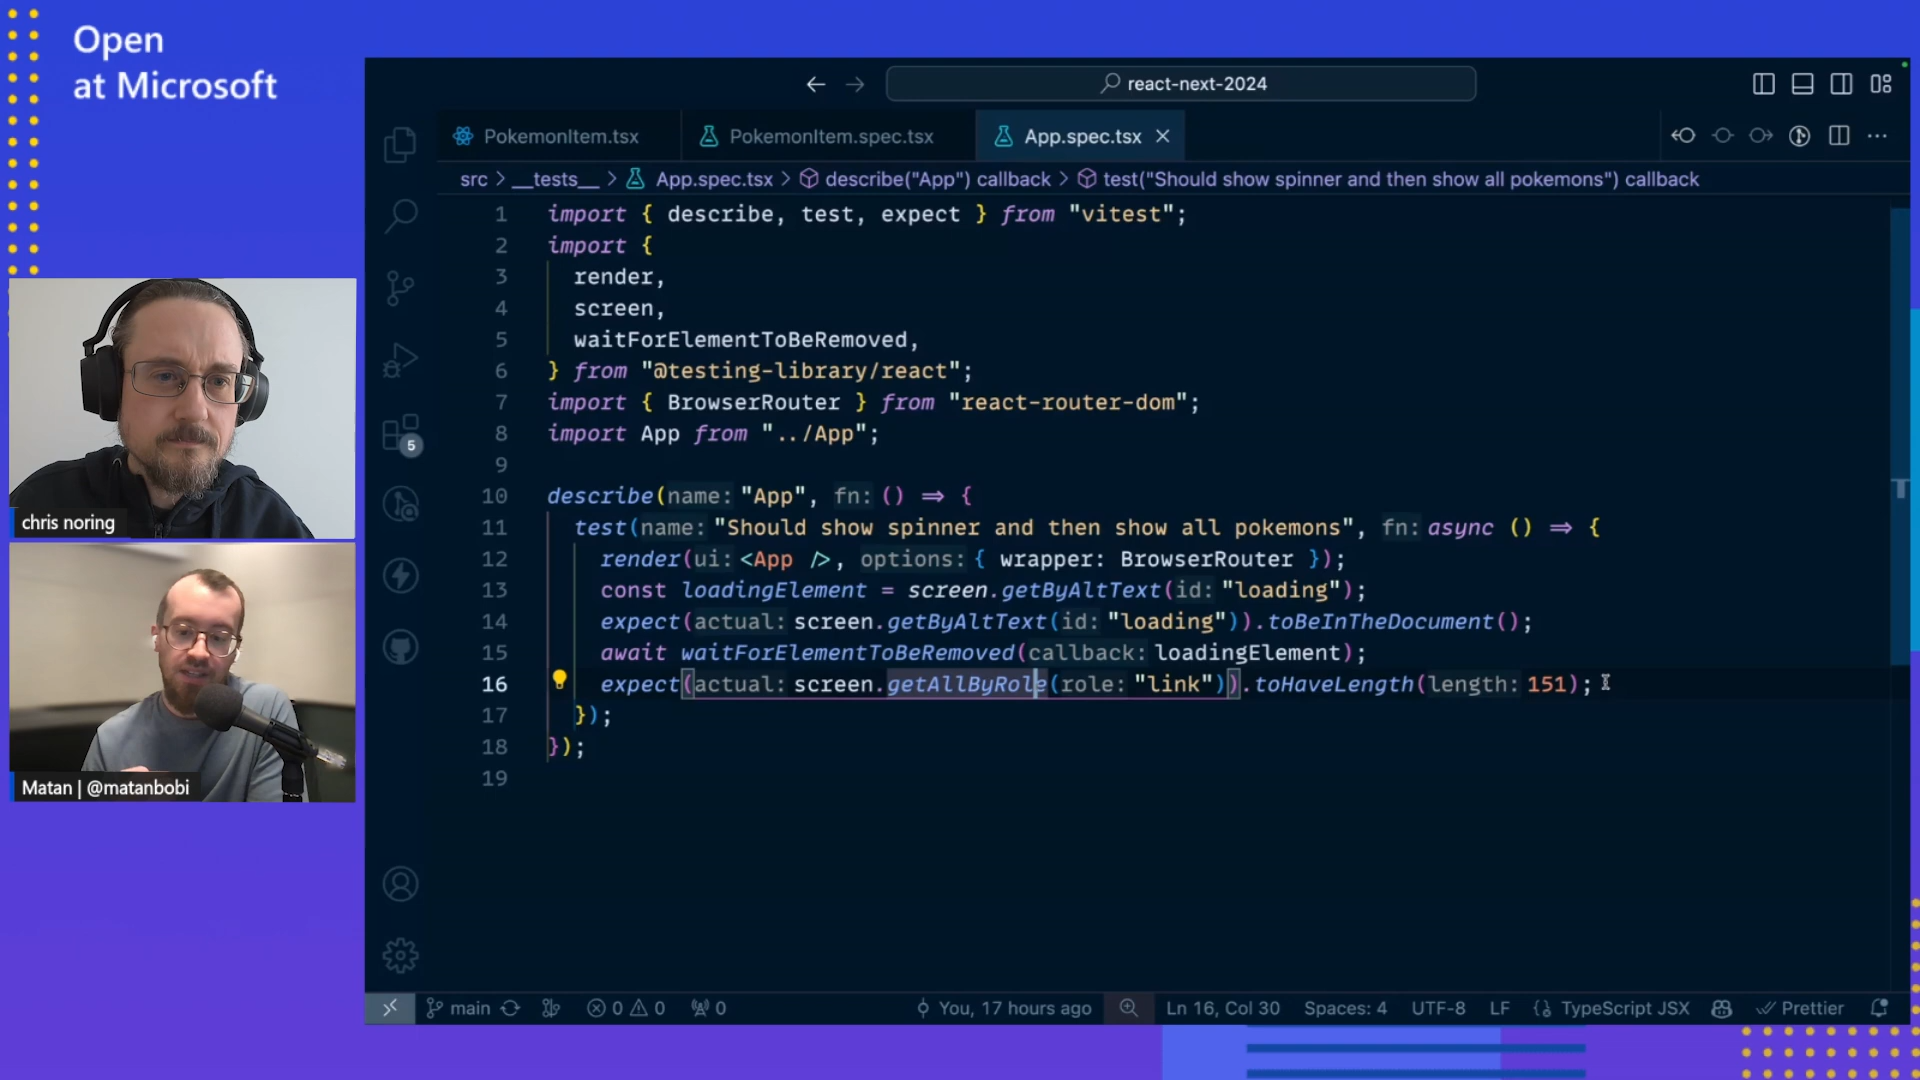 Open
at Microsoft
react-next-2024
PokemonItem.tsx
PokemonItem.spec.tsx
App.spec.tsx
src > __tests__ > App.spec.tsx > describe("App") callback > test("Should show spinner and then show all pokemons") callback
1 import { describe, test, expect } from "vitest";
2 import {
3 render,
4 screen,
5 waitForElementToBeRemoved,
6 } from "@testing-library/react";
7 import { BrowserRouter } from "react-router-dom";
8 import App from "../App";
9
10 describe(name: "App", fn: () => {
11 test(name: "Should show spinner and then show all pokemons", fn: async () => {
12 render(ui: <App />, options: { wrapper: BrowserRouter });
13 const loadingElement = screen.getByAltText(id: "loading");
14 expect(actual: screen.getByAltText(id: "loading")).toBeInTheDocument();
15 await waitForElementToBeRemoved(callback: loadingElement);
16 expect(actual: screen.getAllByRole(role: "link")).toHaveLength(length: 151);
17 });
18 });
19
5
chris noring
Matan | @matanbobi
main
0
0
0
You, 17 hours ago
Ln 16, Col 30
Spaces: 4
UTF-8
LF
TypeScript JSX
Prettier